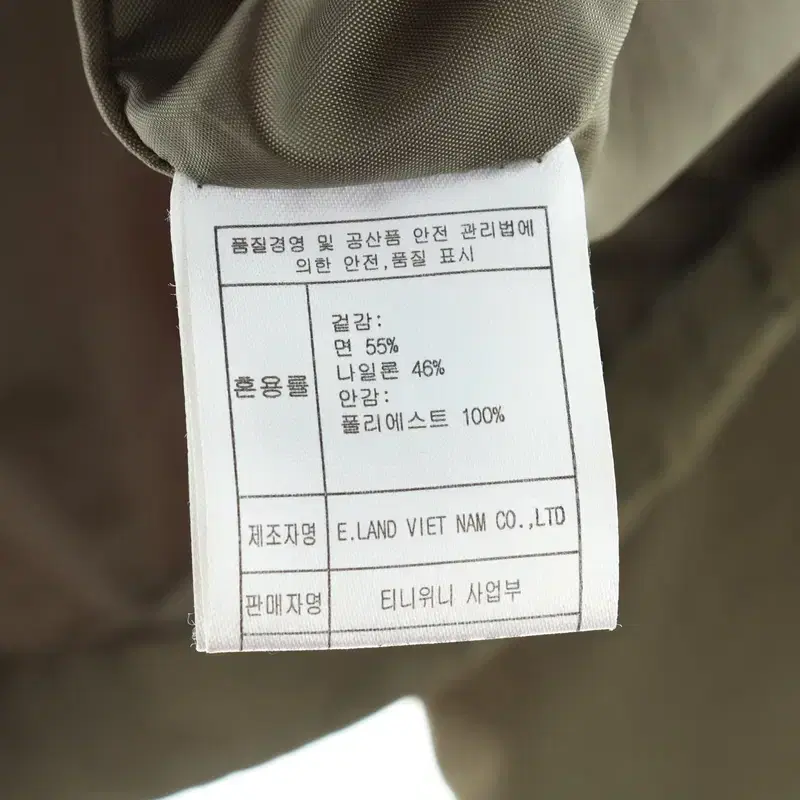 품질경영 및 공산품 안전 관리법에
의한 안전,품질 표시
혼용률
겉감:
면 55%
나일론 46%
안감:
폴리에스트 100%
제조자명 E.LAND VIET NAM CO.,LTD
판매자명 티니위니 사업부